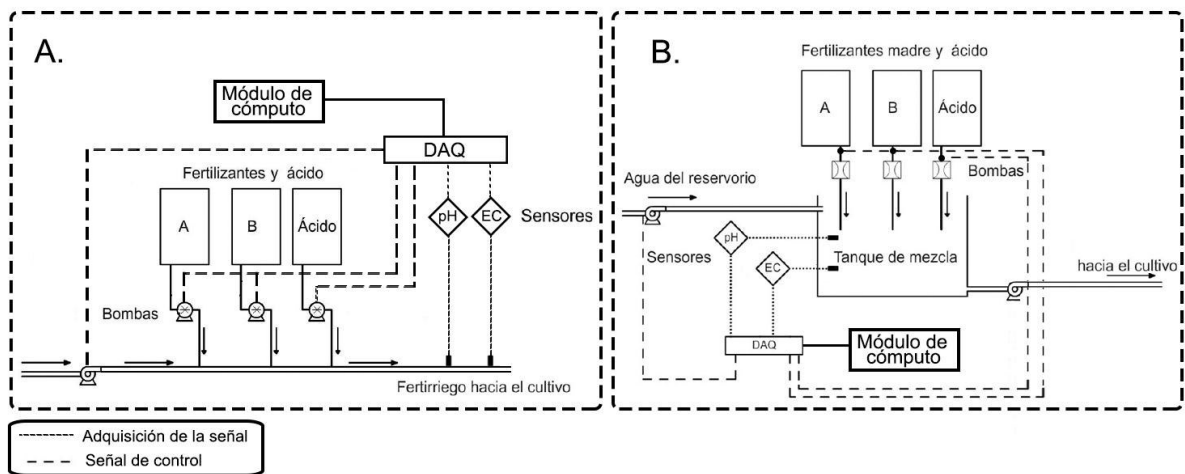 A.
Módulo de
cómputo
DAQ
Fertilizantes y ácido
A
B
Ácido
pH
EC
Sensores
Bombas
Fertirriego hacia el cultivo
B.
Fertilizantes madre y ácido
A
B
Ácido
Bombas
Agua del reservorio
Sensores
pH
EC
Tanque de mezcla
hacia el cultivo
DAQ
Módulo de
cómputo
Adquisición de la señal
Señal de control